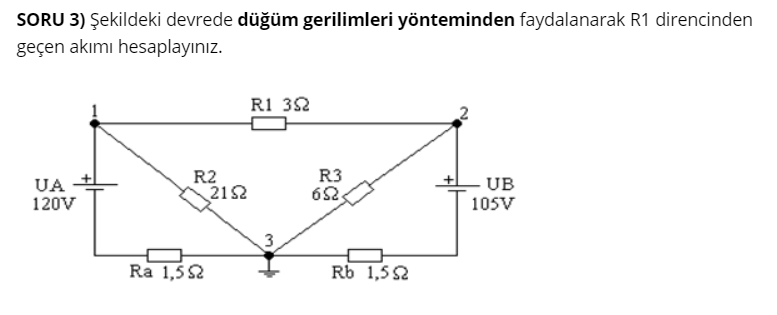 SORU 3) Şekildeki devrede düğüm gerilimleri yönteminden faydalanarak R1 direncinden
geçen akımı hesaplayınız.
R1 3Ω
1
2
R2
21Ω
R3
6Ω
+
UA
120V
+
UB
105V
3
Ra 1,5Ω
Rb 1,5Ω